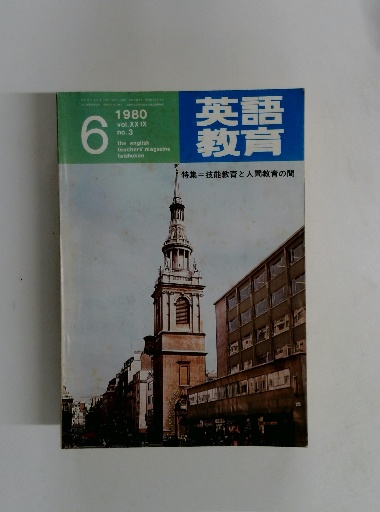 6
1980
vol.XXIX
no.3
the english
teachers' magazine
taishukan
英語
教育
特集=技能教育と人間教育の間